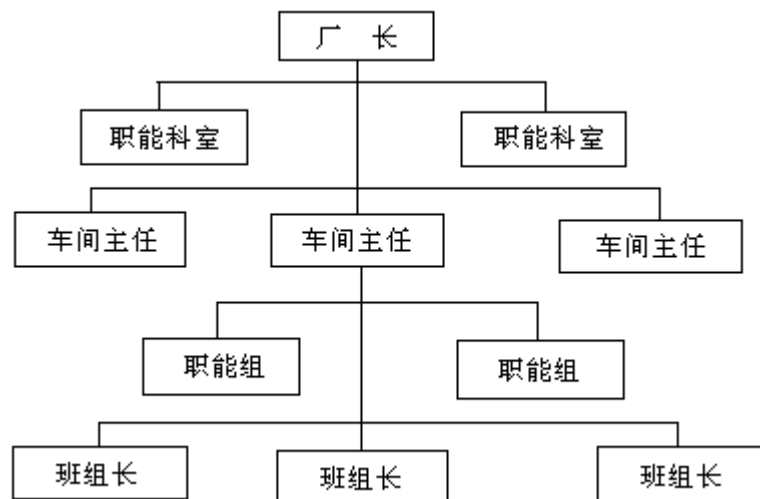 厂 长
职能科室 职能科室
车间主任 车间主任 车间主任
职能组 职能组
班组长 班组长 班组长